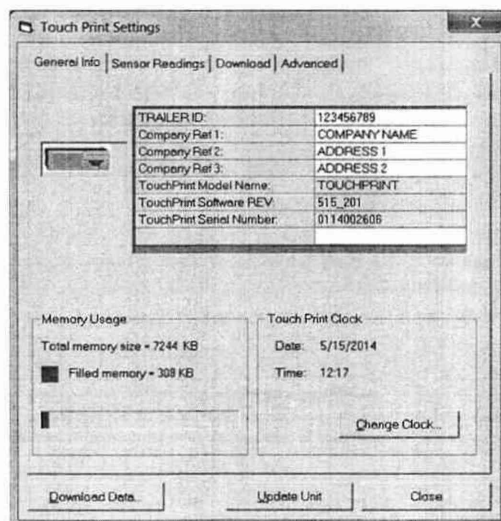 Touch Print Settings
General Info Sensor Readings Download Advanced
TRAILER ID: 123456789
Company Ref 1: COMPANY NAME
Company Ref 2: ADDRESS 1
Company Ref 3: ADDRESS 2
TouchPrint Model Name: TOUCHPRINT
TouchPrint Software REV: 515_201
TouchPrint Serial Number: 0114002606
Memory Usage
Total memory size = 7244 KB
Filled memory = 308 KB
Touch Print Clock
Date: 5/15/2014
Time: 12:17
Change Clock...
Download Data... Update Unit Close